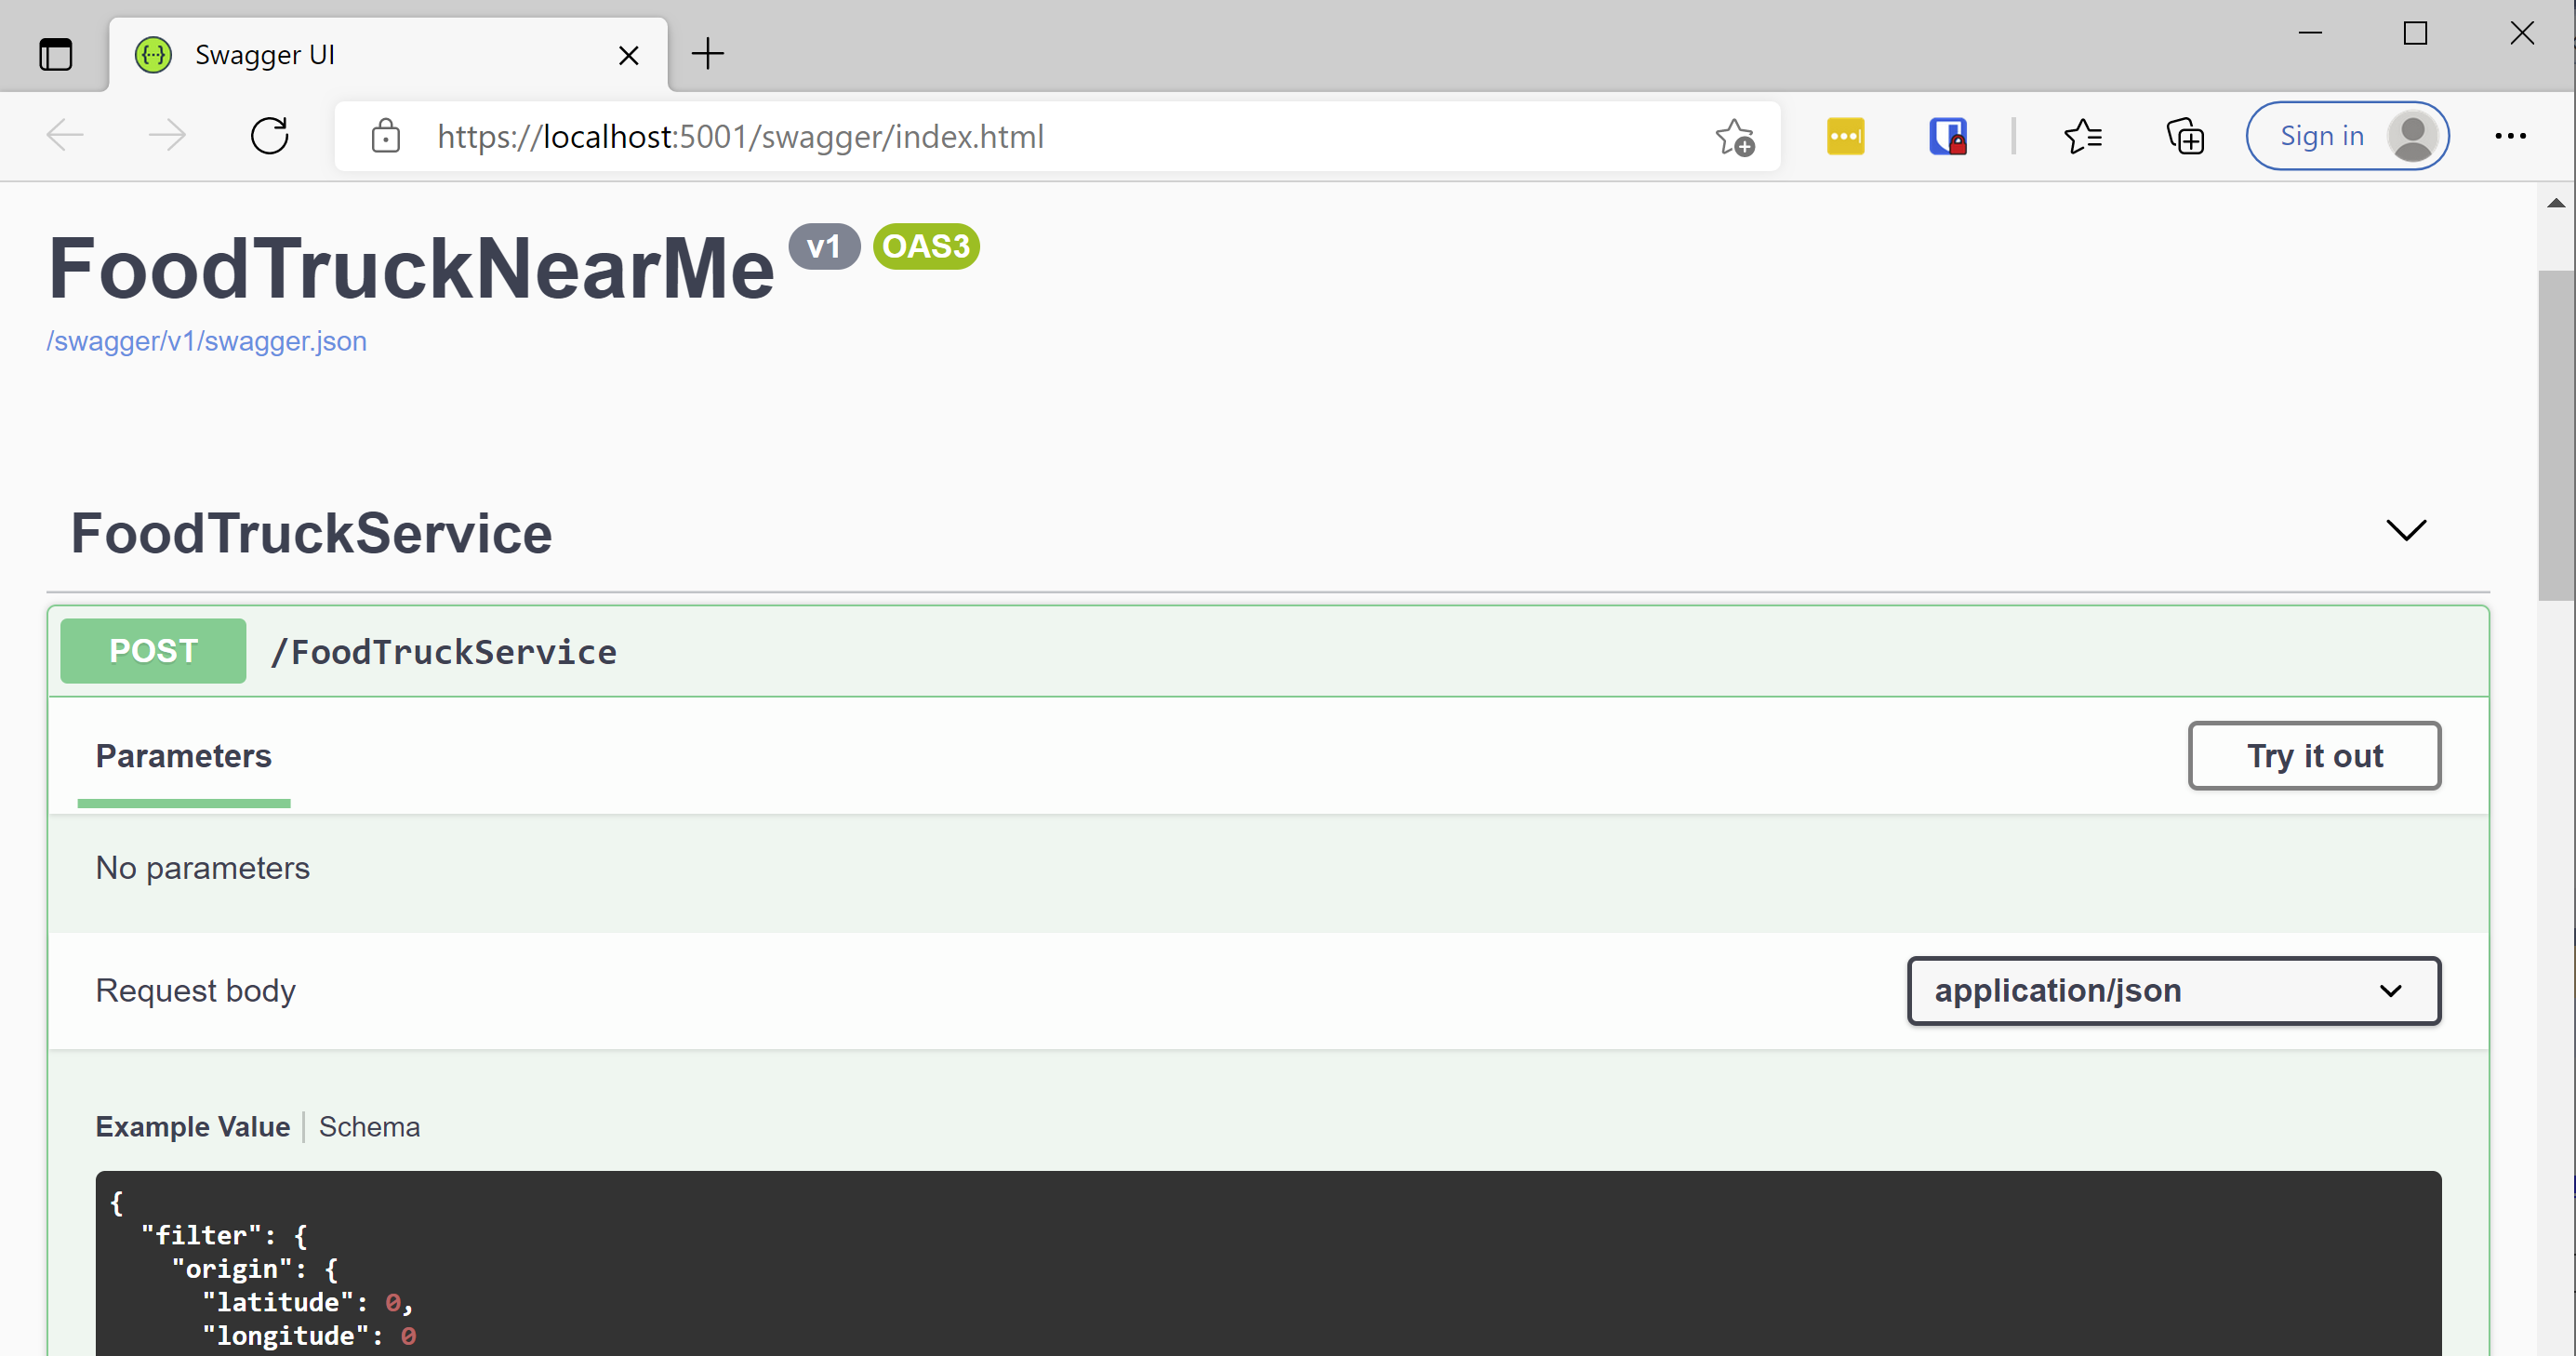 Swagger UI
https://localhost:5001/swagger/index.html
Sign in
FoodTruckNearMe v1 OAS3
/swagger/v1/swagger.json
FoodTruckService
POST /FoodTruckService
Parameters
Try it out
No parameters
Request body
application/json
Example Value | Schema
{
"filter": {
"origin": {
"latitude": 0,
"longitude": 0